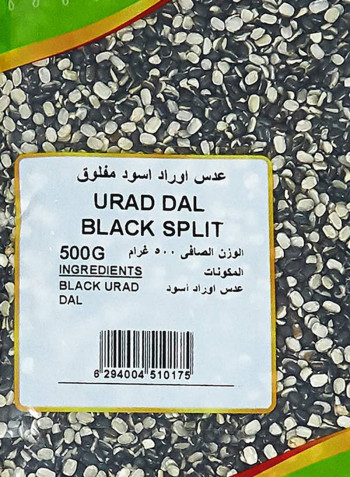 عدس اوراد اسود مفلوق
URAD DAL
BLACK SPLIT
500G الوزن الصافى ٥٠٠ غرام
INGREDIENTS المكونات
BLACK URAD عدس اوراد أسود
DAL
6 294004 510175